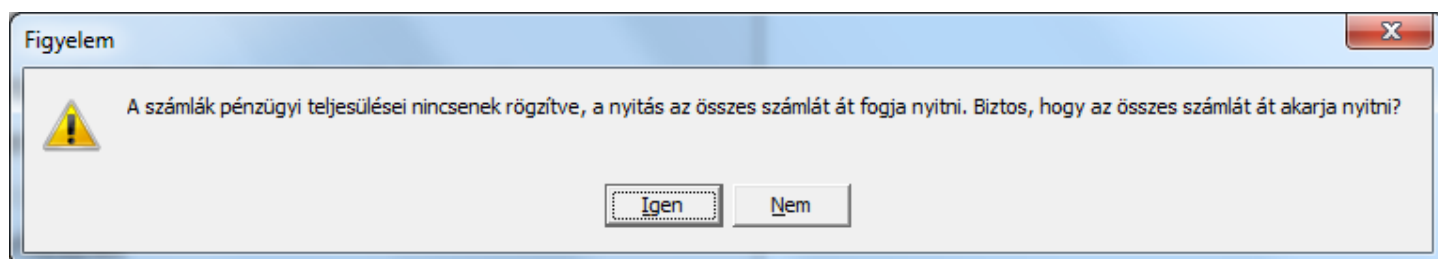 Figyelem
A számlák pénzügyi teljesülései nincsenek rögzítve, a nyitás az összes számlát át fogja nyitni. Biztos, hogy az összes számlát át akarja nyitni?
Igen Nem